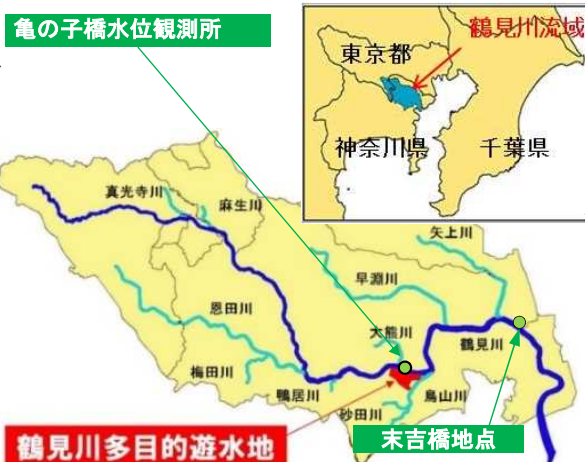 亀の子橋水位観測所
鶴見川流域
東京都
神奈川県
千葉県
真光寺川
麻生川
矢上川
早淵川
恩田川
大熊川
鶴見川
梅田川
鴨居川
鳥山川
砂田川
鶴見川多目的遊水地
末吉橋地点